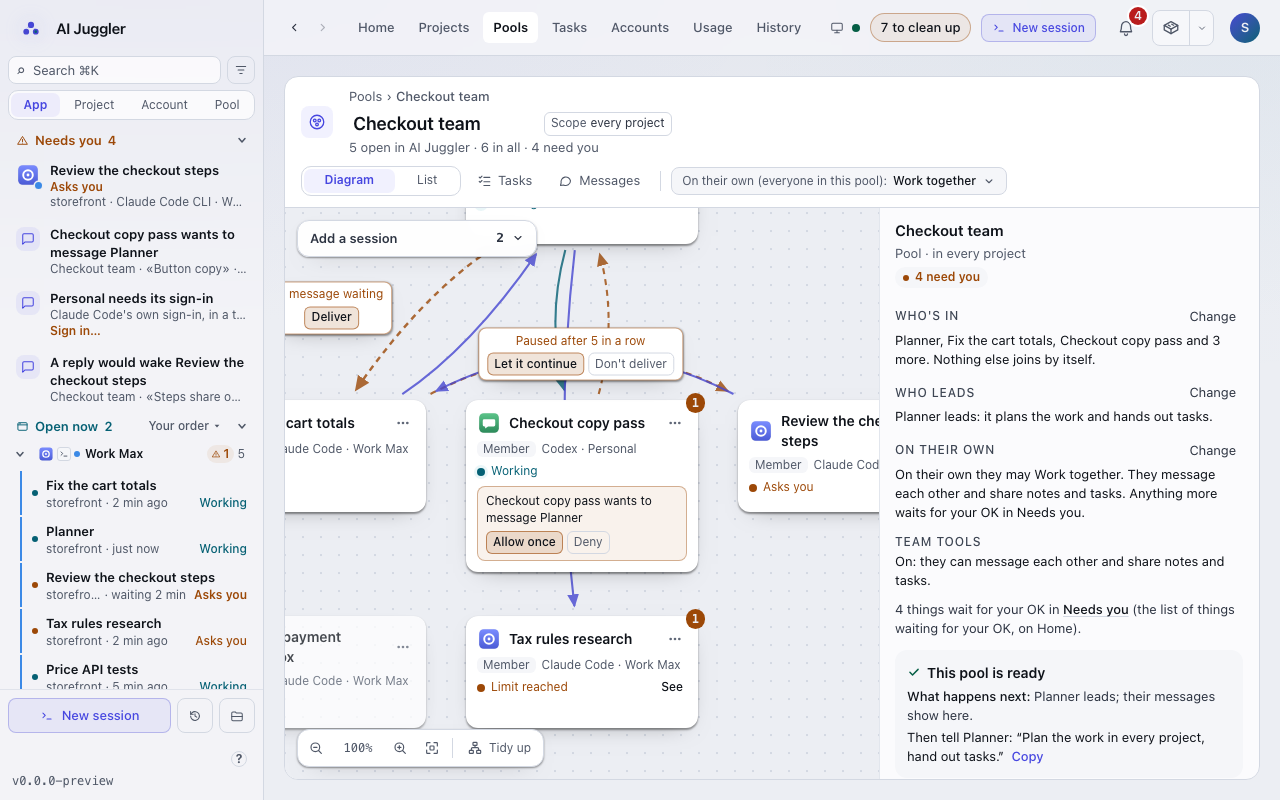 AI Juggler
Search ⌘K
App Project Account Pool
Needs you 4
Review the checkout steps
Asks you
storefront · Claude Code CLI · W...
Checkout copy pass wants to
message Planner
Checkout team · «Button copy» ·...
Personal needs its sign-in
Claude Code's own sign-in, in a t...
Sign in...
A reply would wake Review the
checkout steps
Checkout team · «Steps share o...
Open now 2 Your order
Work Max 1 5
Fix the cart totals
storefront · 2 min ago Working
Planner
storefront · just now Working
Review the checkout steps
storefro... · waiting 2 min Asks you
Tax rules research
storefront · 2 min ago Asks you
Price API tests
storefront · 5 min ago Working
New session
?
v0.0.0-preview
Home Projects Pools Tasks Accounts Usage History
7 to clean up
New session
4
S
Pools › Checkout team
Checkout team
Scope every project
5 open in AI Juggler · 6 in all · 4 need you
Diagram List Tasks Messages
On their own (everyone in this pool): Work together
Add a session 2
message waiting
Deliver
Paused after 5 in a row
Let it continue Don't deliver
cart totals
Claude Code · Work Max
1
Checkout copy pass
Member Codex · Personal
Working
Checkout copy pass wants to
message Planner
Allow once Deny
Review the che
steps
Member Claude Cod
Asks you
payment
Claude Code · Work Max
1
Tax rules research
Member Claude Code · Work Max
Limit reached See
100% Tidy up
Checkout team
Pool · in every project
4 need you
WHO'S IN Change
Planner, Fix the cart totals, Checkout copy pass and 3
more. Nothing else joins by itself.
WHO LEADS Change
Planner leads: it plans the work and hands out tasks.
ON THEIR OWN Change
On their own they may Work together. They message
each other and share notes and tasks. Anything more
waits for your OK in Needs you.
TEAM TOOLS
On: they can message each other and share notes and
tasks.
4 things wait for your OK in Needs you (the list of things
waiting for your OK, on Home).
This pool is ready
What happens next: Planner leads; their messages
show here.
Then tell Planner: “Plan the work in every project,
hand out tasks.” Copy